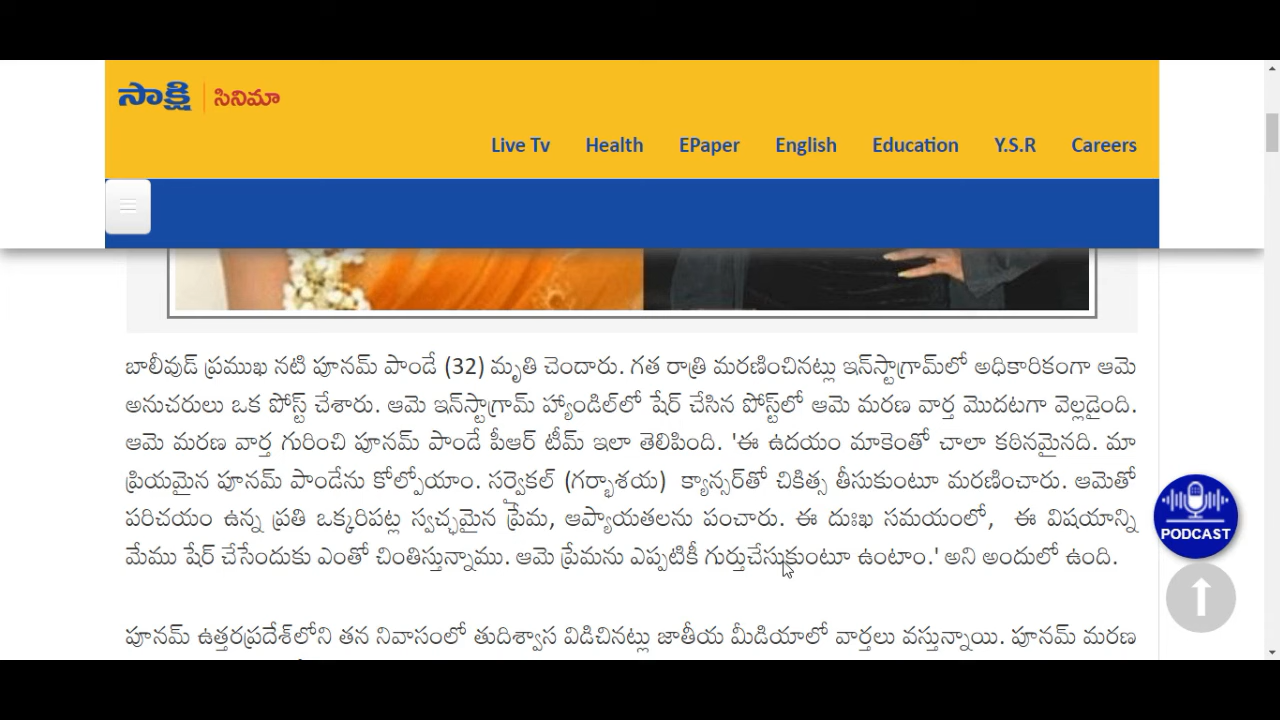 సాక్షి | సినిమా
Live Tv Health EPaper English Education Y.S.R Careers
బాలీవుడ్ ప్రముఖ నటి పూనమ్ పాండే (32) మృతి చెందారు. గత రాత్రి మరణించినట్లు ఇన్‌స్టాగ్రామ్‌లో అధికారికంగా ఆమె
అనుచరులు ఒక పోస్ట్ చేశారు. ఆమె ఇన్‌స్టాగ్రామ్ హ్యాండిల్‌లో షేర్ చేసిన పోస్ట్‌లో ఆమె మరణ వార్త మొదటగా వెల్లడైంది.
ఆమె మరణ వార్త గురించి పూనమ్ పాండే పీఆర్ టీమ్ ఇలా తెలిపింది. 'ఈ ఉదయం మాకెంతో చాలా కఠినమైనది. మా
ప్రియమైన పూనమ్ పాండేను కోల్పోయాం. సర్వైకల్ (గర్భాశయ) క్యాన్సర్‌తో చికిత్స తీసుకుంటూ మరణించారు. ఆమెతో
పరిచయం ఉన్న ప్రతి ఒక్కరిపట్ల స్వచ్ఛమైన ప్రేమ, ఆప్యాయతలను పంచారు. ఈ దుఃఖ సమయంలో, ఈ విషయాన్ని
మేము షేర్ చేసేందుకు ఎంతో చింతిస్తున్నాము. ఆమె ప్రేమను ఎప్పటికీ గుర్తుచేసుకుంటూ ఉంటాం.' అని అందులో ఉంది.
PODCAST
పూనమ్ ఉత్తరప్రదేశ్‌లోని తన నివాసంలో తుదిశ్వాస విడిచినట్లు జాతీయ మీడియాలో వార్తలు వస్తున్నాయి. పూనమ్ మరణ